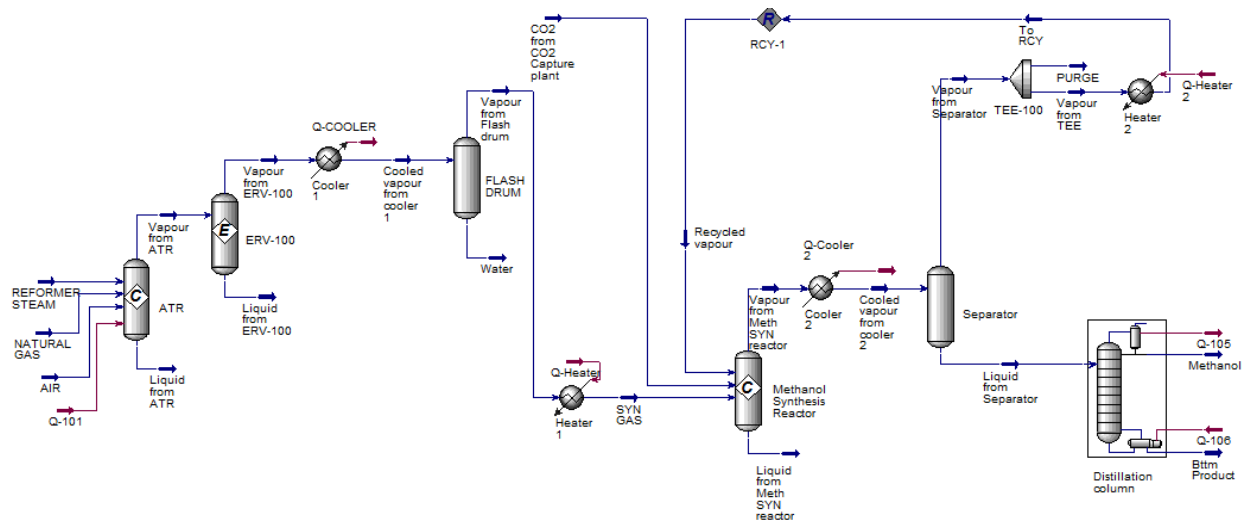 CO2
from
CO2
Capture
plant
R
RCY-1
To
RCY
PURGE
Vapour
from
Separator
TEE-100
Vapour
from
TEE
Heater
2
Q-Heater
2
Vapour
from
Flash
drum
Q-COOLER
Vapour
from
ERV-100
Cooler
1
Cooled
vapour
from
cooler
1
FLASH
DRUM
Vapour
from
ATR
E
ERV-100
Water
Recycled
vapour
Q-Cooler
2
REFORMER
STEAM
C
ATR
Liquid
from
ERV-100
NATURAL
GAS
AIR
Liquid
from
ATR
Q-101
Vapour
from
Meth
SYN
reactor
Cooler
2
Cooled
vapour
from
cooler
2
Separator
Q-Heater
Heater
1
SYN
GAS
C
Methanol
Synthesis
Reactor
Liquid
from
Separator
Q-105
Methanol
Q-106
Bttm
Product
Distillation
column
Liquid
from
Meth
SYN
reactor